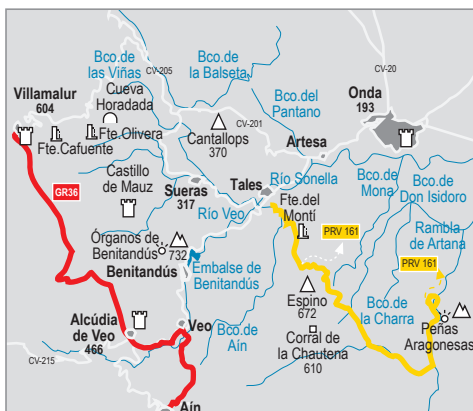 Bco.de
las Viñas
CV-205
Bco.de
la Balseta
CV-20
Villamalur
604
Cueva
Horadada
Bco.del
Pantano
Onda
193
Fte.Cafuente
Fte.Olivera
Cantallops
370
CV-201
Artesa
Castillo
de Mauz
Sueras
317
Tales
Río Sonella
Bco.de
Mona
Bco.de
Don Isidoro
GR36
Río Veo
Fte.del
Montí
Rambla
de Artana
Órganos de
Benitandús
732
PRV 161
PRV 161
Benitandús
Embalse de
Benitandús
Espino
672
Bco.de
la Charra
Alcúdia
de Veo
466
Veo
Bco.de
Aín
Corral de
la Chautena
610
Peñas
Aragonesas
CV-215
Aín